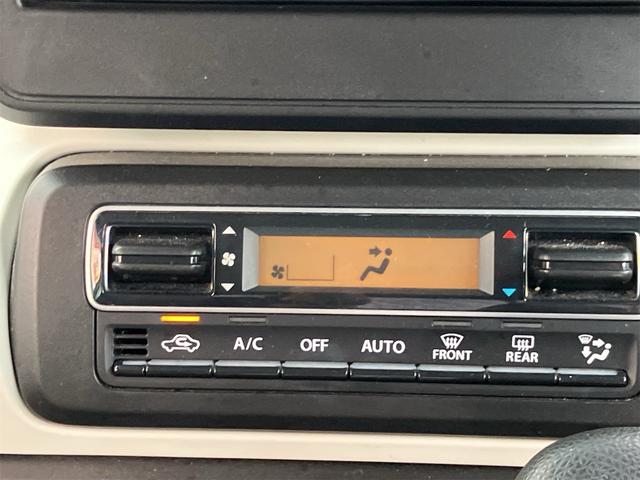 A/C OFF AUTO FRONT REAR